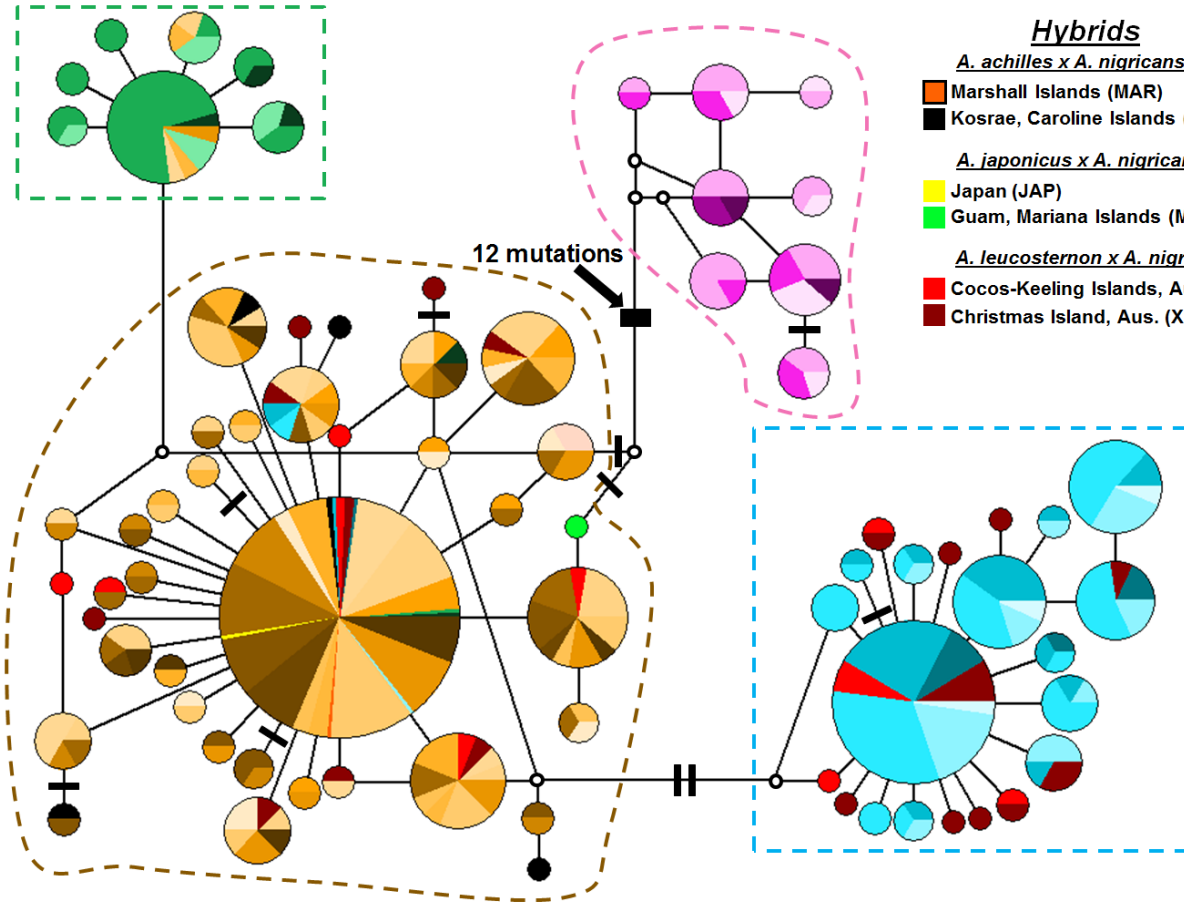 Hybrids
A. achilles x A. nigricans
Marshall Islands (MAR)
Kosrae, Caroline Islands (
A. japonicus x A. nigrican
Japan (JAP)
Guam, Mariana Islands (M
A. leucosternon x A. nigr
Cocos-Keeling Islands, A
Christmas Island, Aus. (X
12 mutations